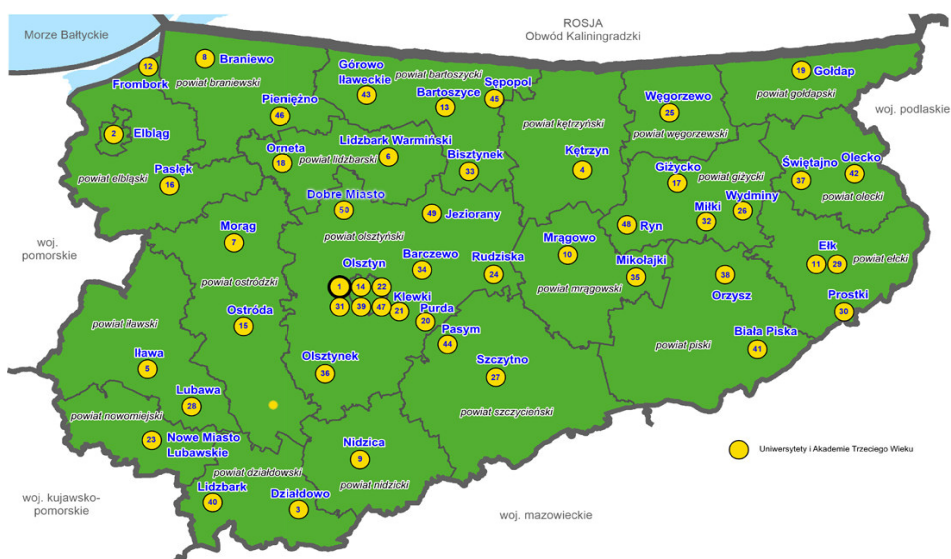 ROSJA
Obwód Kaliningradzki
Morze Bałtyckie
12
Frombork
8
Braniewo
powiat braniewski
Górowo
Iławeckie
43
powiat bartoszycki
Bartoszyce
13
Sępopol
45
19
Gołdap
powiat gołdapski
woj. podlaskie
Węgorzewo
25
powiat węgorzewski
powiat kętrzyński
Pieniężno
46
2
Elbląg
Lidzbark Warmiński
6
powiat lidzbarski
Orneta
18
Bisztynek
33
Kętrzyn
4
Giżycko
17
powiat giżycki
Świętajno
37
Olecko
42
powiat olecki
Pasłęk
16
powiat elbląski
Dobre Miasto
50
49
Jeziorany
Wydminy
26
Miłki
32
48
Ryn
powiat olsztyński
Morąg
7
woj.
pomorskie
Mrągowo
10
Ełk
11
29
powiat ełcki
Olsztyn
1
14
22
31
39
47
Barczewo
34
Rudziska
24
Mikołajki
35
powiat mrągowski
38
Orzysz
Klewki
21
Purda
20
Prostki
30
powiat ostródzki
Ostróda
15
Pasym
44
powiat iławski
Iława
5
Olsztynek
36
Szczytno
27
powiat piski
Biała Piska
41
Lubawa
28
powiat nowomiejski
powiat szczycieński
23
Nowe Miasto
Lubawskie
Nidzica
9
powiat nidzicki
powiat działdowski
Uniwersytety i Akademie Trzeciego Wieku
Lidzbark
40
Działdowo
3
woj. kujawsko-
pomorskie
woj. mazowieckie